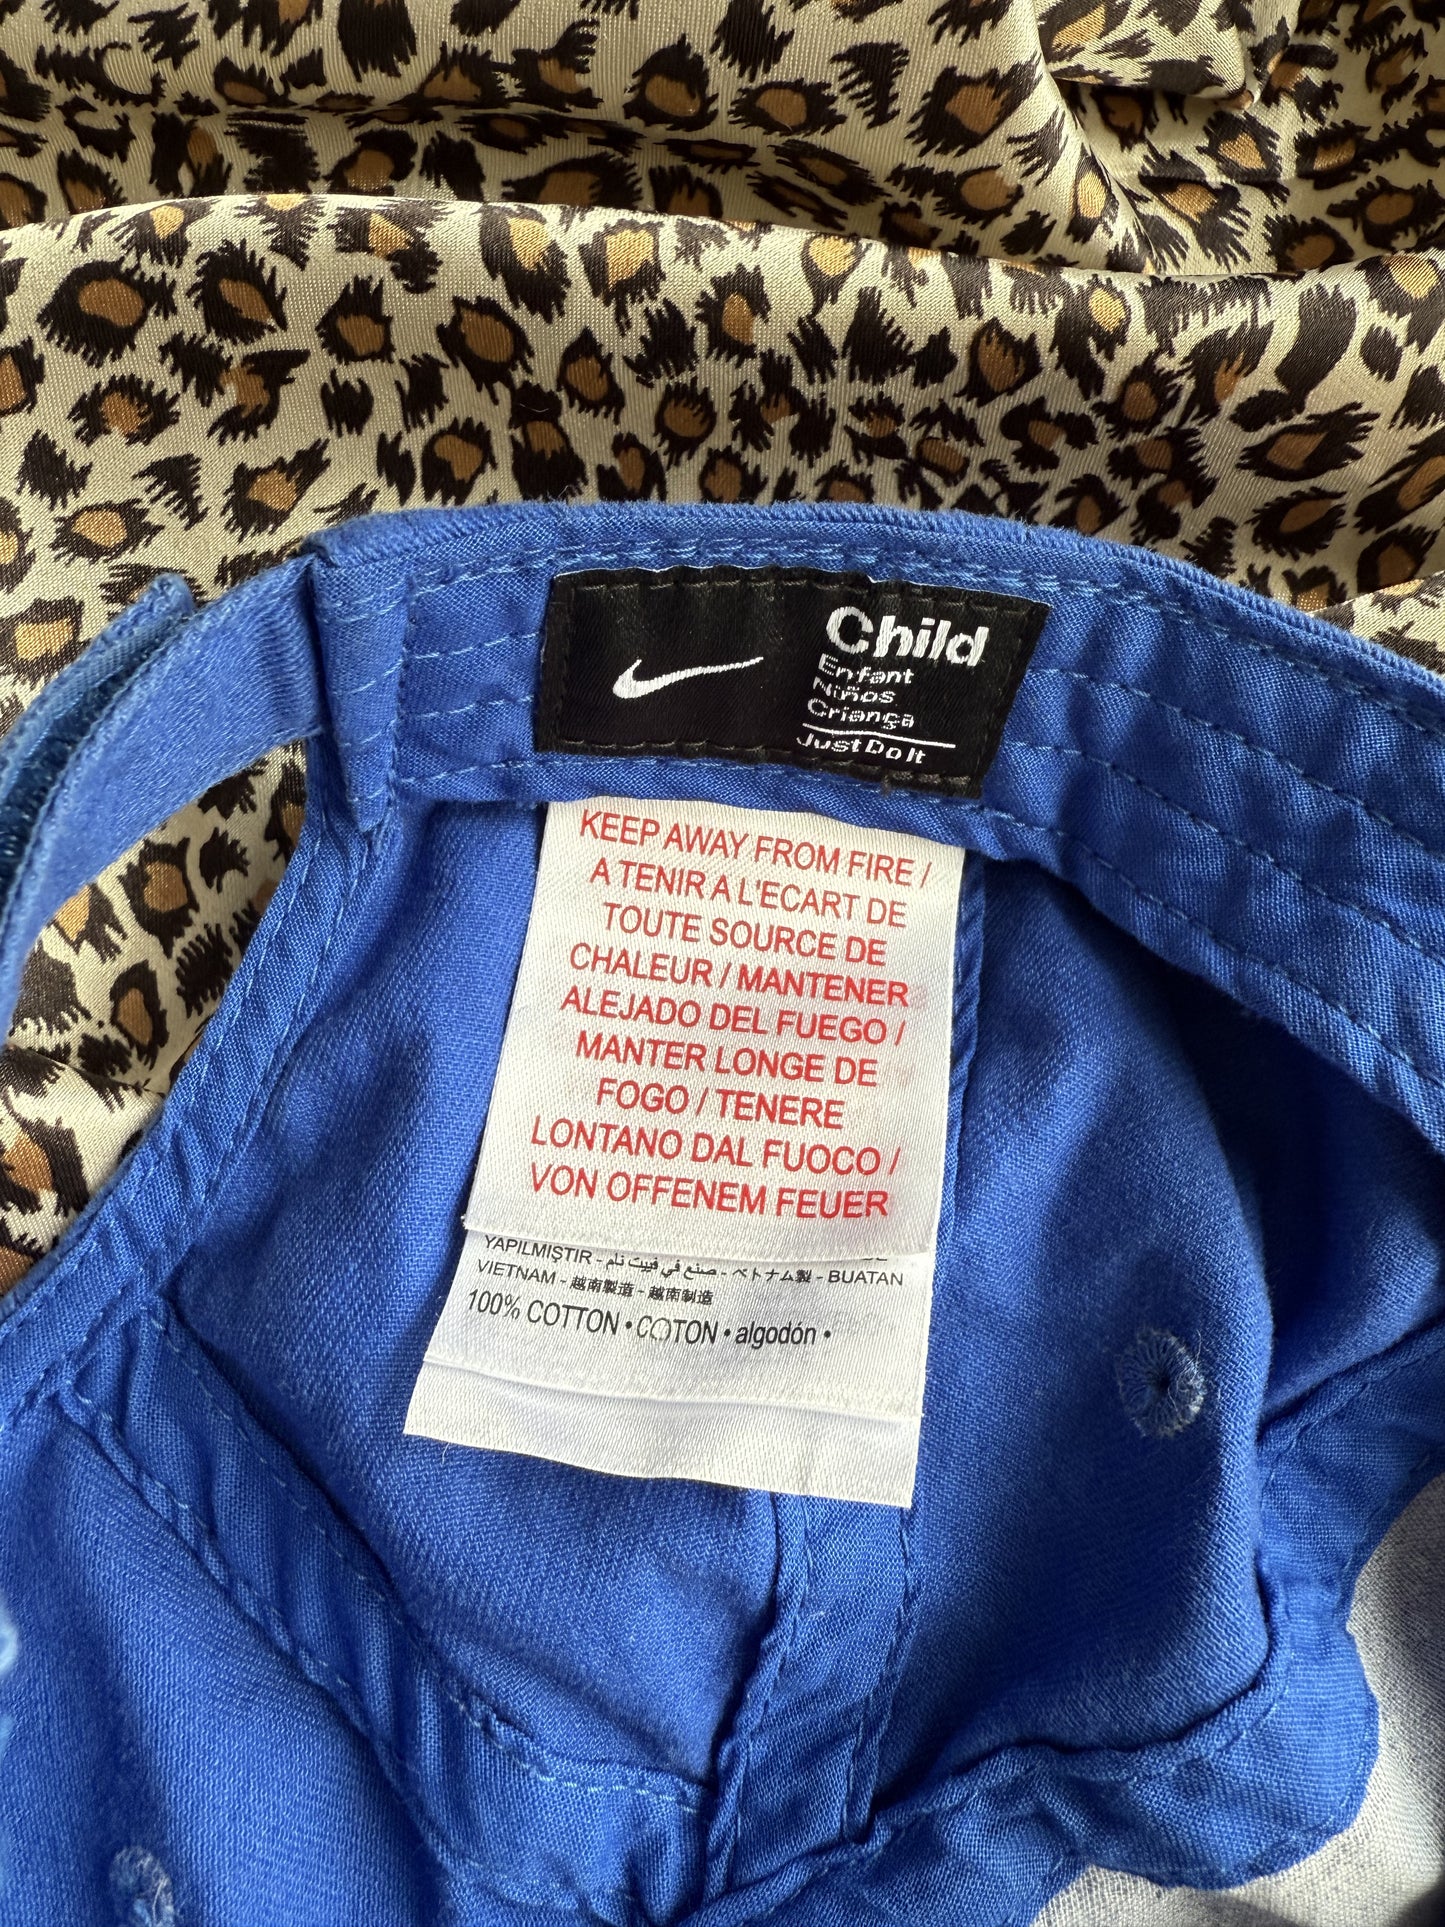 Child
Enfant
Niños
Criança
Just Do It
KEEP AWAY FROM FIRE /
A TENIR A L'ECART DE
TOUTE SOURCE DE
CHALEUR / MANTENER
ALEJADO DEL FUEGO /
MANTER LONGE DE
FOGO / TENERE
LONTANO DAL FUOCO /
VON OFFENEM FEUER
YAPILMIŞTIR - صنع في فييت نام - ベトナム製 - BUATAN
VIETNAM - 越南製造 - 越南制造
100% COTTON • COTON • algodón •